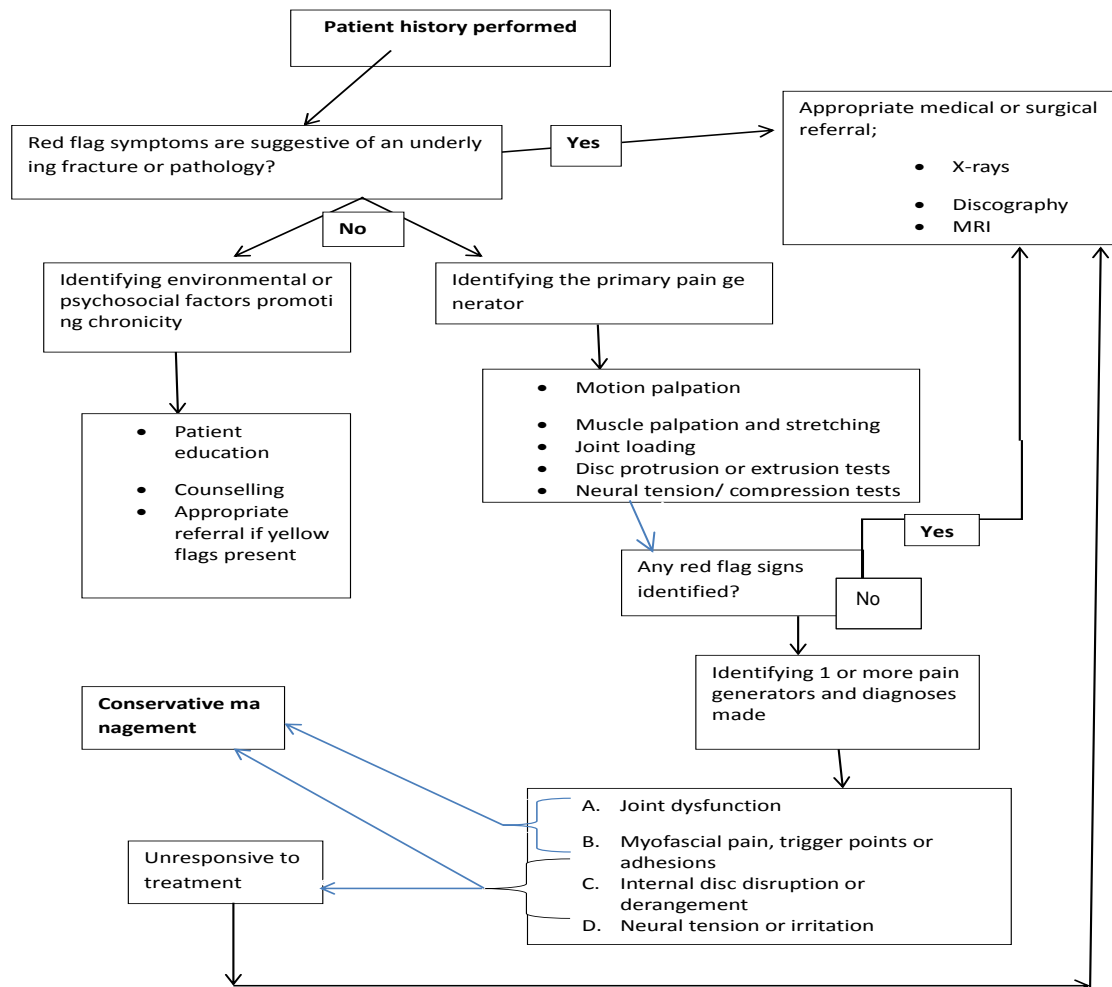 Patient history performed
Red flag symptoms are suggestive of an underly
ing fracture or pathology?
Yes
Appropriate medical or surgical
referral;
• X-rays
• Discography
• MRI
No
Identifying environmental or
psychosocial factors promoti
ng chronicity
Identifying the primary pain ge
nerator
• Patient
education
• Counselling
• Appropriate
referral if yellow
flags present
• Motion palpation
• Muscle palpation and stretching
• Joint loading
• Disc protrusion or extrusion tests
• Neural tension/ compression tests
Yes
Any red flag signs
identified?
No
Identifying 1 or more pain
generators and diagnoses
made
Conservative ma
nagement
A. Joint dysfunction
B. Myofascial pain, trigger points or
adhesions
C. Internal disc disruption or
derangement
D. Neural tension or irritation
Unresponsive to
treatment